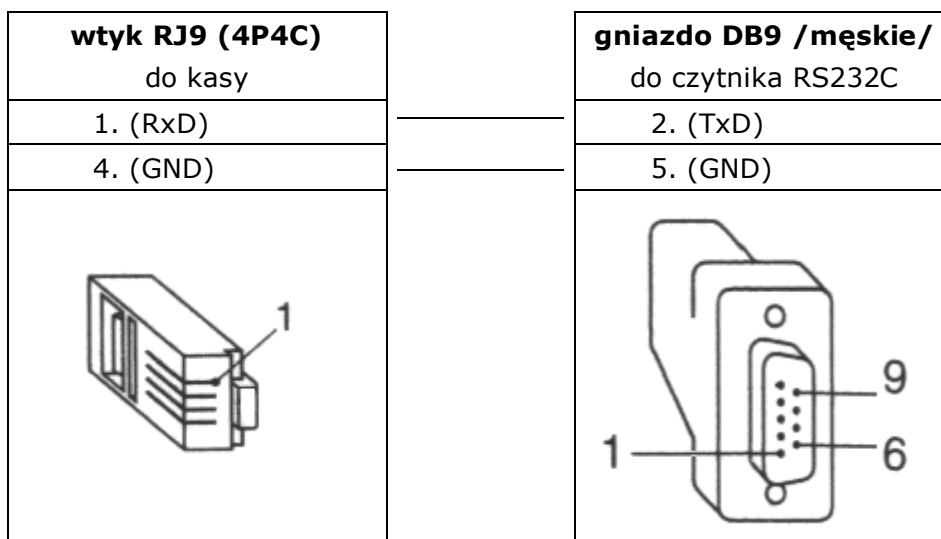 wtyk RJ9 (4P4C)
do kasy
1. (RxD)
4. (GND)
1
gniazdo DB9 /męskie/
do czytnika RS232C
2. (TxD)
5. (GND)
9
1
6